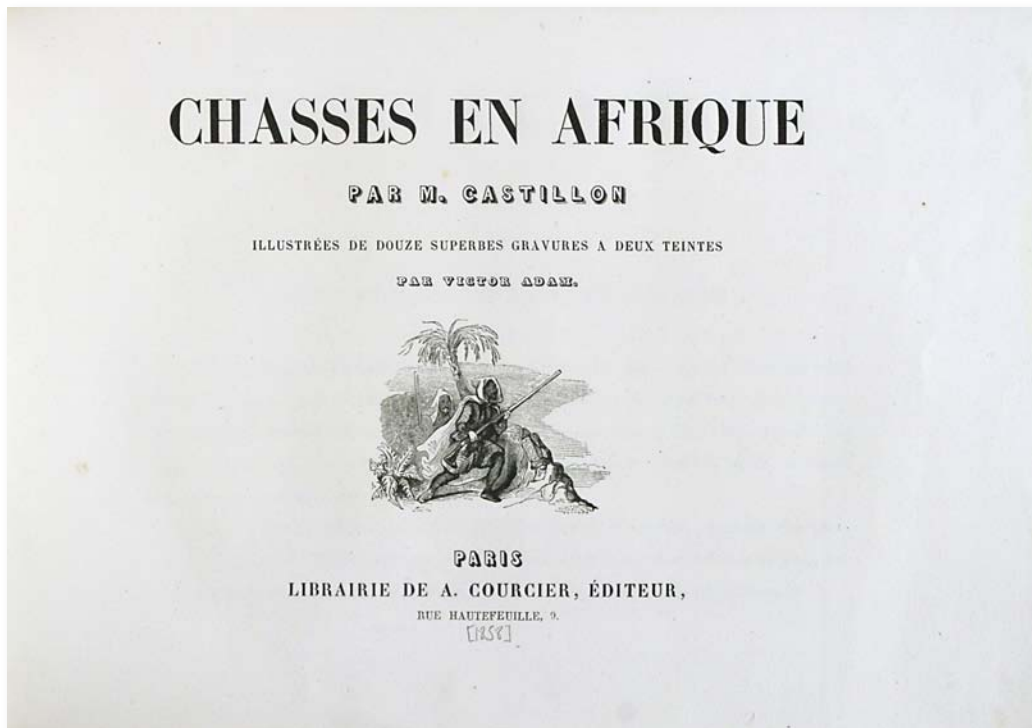 CHASSES EN AFRIQUE
PAR M. CASTILLON
ILLUSTRÉES DE DOUZE SUPERBES GRAVURES A DEUX TEINTES
PAR VICTOR ADAM.
PARIS
LIBRAIRIE DE A. COURCIER, ÉDITEUR,
RUE HAUTEFEUILLE, 9.
[1858]